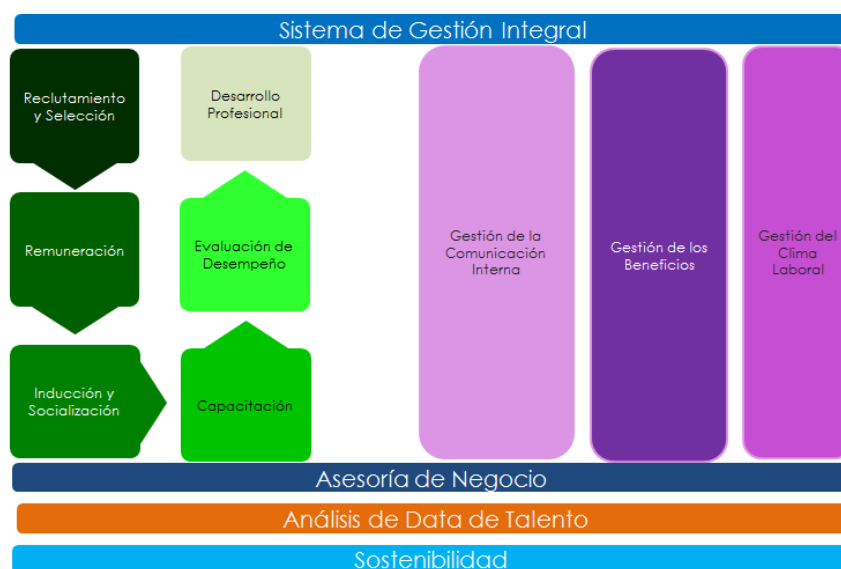 Sistema de Gestión Integral
Reclutamiento
y Selección
Desarrollo
Profesional
Remuneración
Evaluación de
Desempeño
Gestión de la
Comunicación
Interna
Gestión de los
Beneficios
Gestión del
Clima
Laboral
Inducción y
Socialización
Capacitación
Asesoría de Negocio
Análisis de Data de Talento
Sostenibilidad